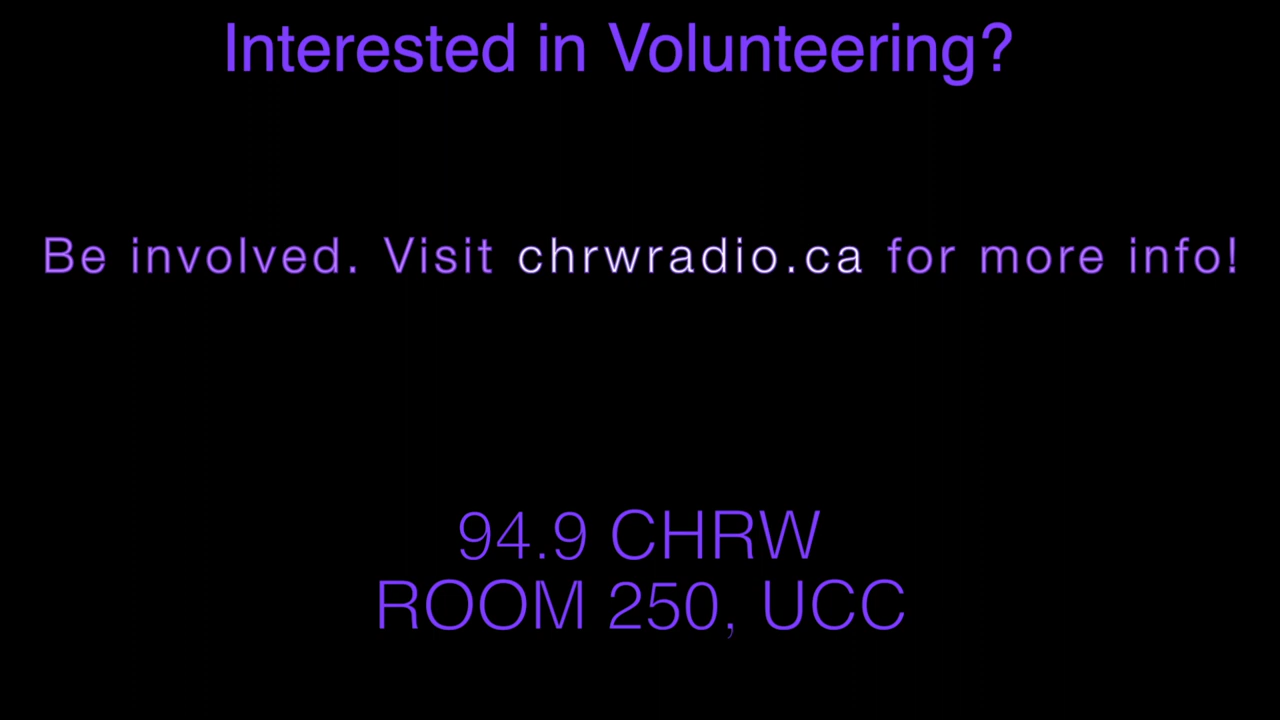 Interested in Volunteering?
Be involved. Visit chrwradio.ca for more info!
94.9 CHRW
ROOM 250, UCC